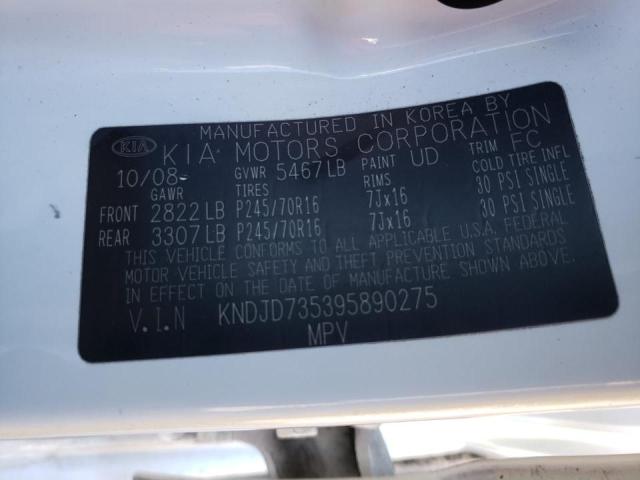 MANUFACTURED IN KOREA BY
KIA KIA MOTORS CORPORATION
10/08 GVWR 5467LB PAINT UD TRIM FC
GAWR TIRES RIMS COLD TIRE INFL
FRONT 2822LB P245/70R16 7Jx16 30 PSI SINGLE
REAR 3307LB P245/70R16 7Jx16 30 PSI SINGLE
THIS VEHICLE CONFORMS TO ALL APPLICABLE U.S.A. FEDERAL
MOTOR VEHICLE SAFETY AND THEFT PREVENTION STANDARDS
IN EFFECT ON THE DATE OF MANUFACTURE SHOWN ABOVE.
V.I.N KNDJD735395890275
MPV